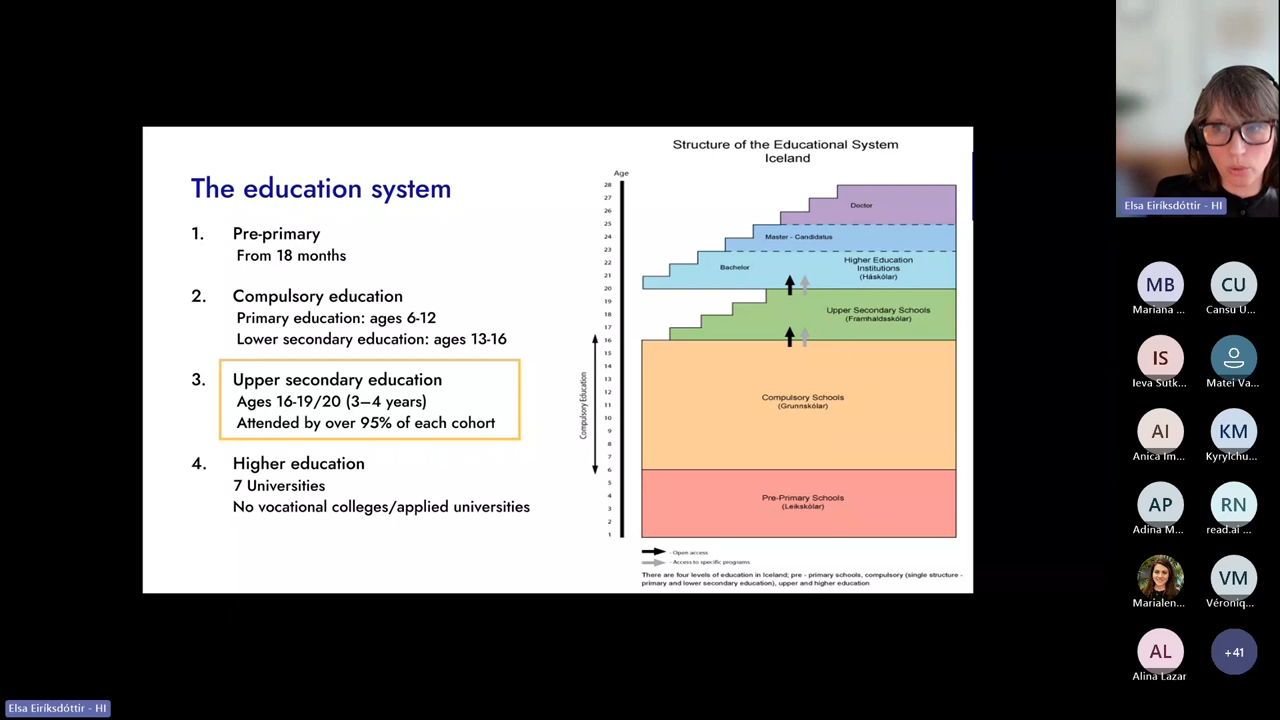 The education system
1. Pre-primary
From 18 months
2. Compulsory education
Primary education: ages 6-12
Lower secondary education: ages 13-16
3. Upper secondary education
Ages 16-19/20 (3–4 years)
Attended by over 95% of each cohort
4. Higher education
7 Universities
No vocational colleges/applied universities
Structure of the Educational System
Iceland
Age
28
27
26
25
24
23
22
21
20
19
18
17
16
15
14
13
12
11
10
9
8
7
6
5
4
3
2
1
Compulsory Education
Doctor
Master - Candidatus
Bachelor
Higher Education
Institutions
(Háskólar)
Upper Secondary Schools
(Framhaldsskólar)
Compulsory Schools
(Grunnskólar)
Pre-Primary Schools
(Leikskólar)
- Open access
- Access to specific programs
There are four levels of education in Iceland; pre - primary schools, compulsory (single structure -
primary and lower secondary education), upper and higher education
Elsa Eiríksdóttir - HI
MB
Mariana ...
CU
Cansu U...
IS
Ieva Sutk...
Matei Va...
AI
Anica Im...
KM
Kyrylchu...
AP
Adina M...
RN
read.ai ...
Marialen...
VM
Véroniq...
AL
Alina Lazar
+41
Elsa Eiríksdóttir - HI